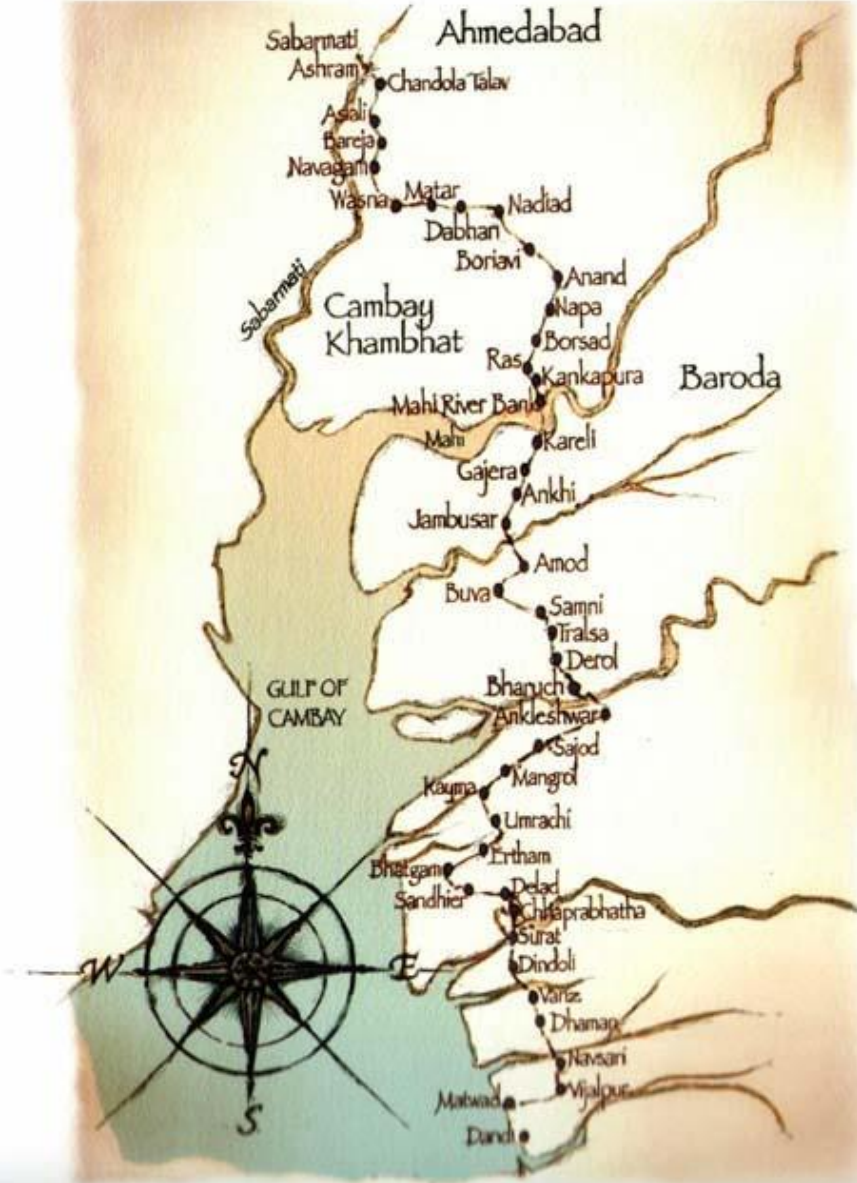 Ahmedabad
Sabarmati
Ashram
Chandola Talav
Aslali
Bareja
Navagam
Wasna
Matar
Dabhan
Nadiad
Boriavi
Anand
Sabarmati
Cambay
Khambhat
Napa
Borsad
Ras
Kankapura
Baroda
Mahi River Bank
Mahi
Kareli
Gajera
Ankhi
Jambusar
Amod
Buva
Samni
Tralsa
Derol
GULF OF
CAMBAY
Bharuch
Ankleshwar
Sajod
N
Mangrol
Kayma
Umrachi
Ertham
Bhatgam
Sandhier
Delad
Chhaprabhatha
Surat
W
E
Dindoli
Vanz
Dhaman
Navsari
Vijalpur
Matwad
S
Dandi